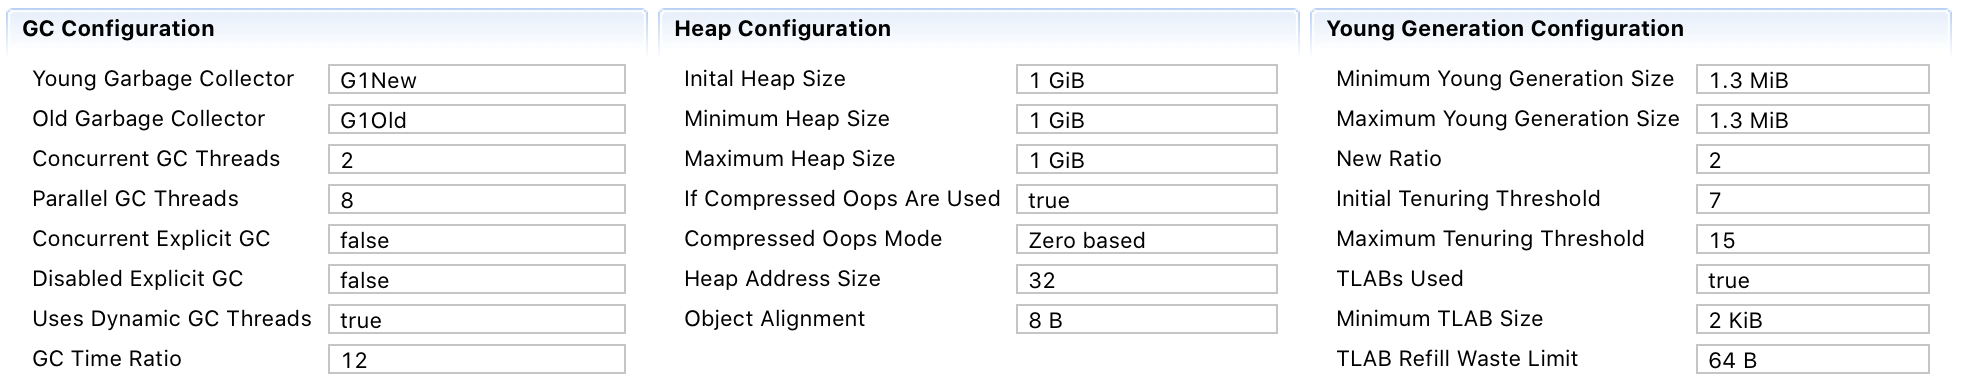 GC Configuration
Young Garbage Collector G1New
Old Garbage Collector G1Old
Concurrent GC Threads 2
Parallel GC Threads 8
Concurrent Explicit GC false
Disabled Explicit GC false
Uses Dynamic GC Threads true
GC Time Ratio 12
Heap Configuration
Inital Heap Size 1 GiB
Minimum Heap Size 1 GiB
Maximum Heap Size 1 GiB
If Compressed Oops Are Used true
Compressed Oops Mode Zero based
Heap Address Size 32
Object Alignment 8 B
Young Generation Configuration
Minimum Young Generation Size 1.3 MiB
Maximum Young Generation Size 1.3 MiB
New Ratio 2
Initial Tenuring Threshold 7
Maximum Tenuring Threshold 15
TLABs Used true
Minimum TLAB Size 2 KiB
TLAB Refill Waste Limit 64 B